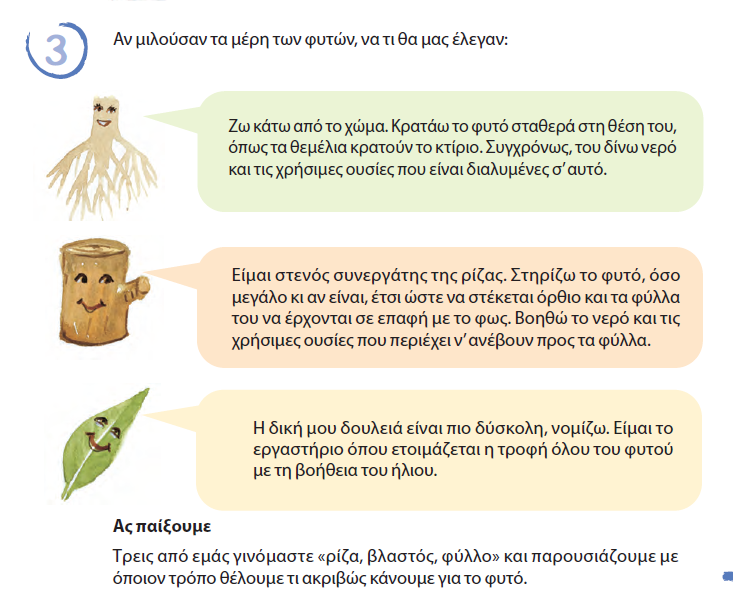 3
Αν μιλούσαν τα μέρη των φυτών, να τι θα μας έλεγαν:
Ζω κάτω από το χώμα. Κρατάω το φυτό σταθερά στη θέση του,
όπως τα θεμέλια κρατούν το κτίριο. Συγχρόνως, του δίνω νερό
και τις χρήσιμες ουσίες που είναι διαλυμένες σ’ αυτό.
Είμαι στενός συνεργάτης της ρίζας. Στηρίζω το φυτό, όσο
μεγάλο κι αν είναι, έτσι ώστε να στέκεται όρθιο και τα φύλλα
του να έρχονται σε επαφή με το φως. Βοηθώ το νερό και τις
χρήσιμες ουσίες που περιέχει ν’ ανέβουν προς τα φύλλα.
Η δική μου δουλειά είναι πιο δύσκολη, νομίζω. Είμαι το
εργαστήριο όπου ετοιμάζεται η τροφή όλου του φυτού
με τη βοήθεια του ήλιου.
Ας παίξουμε
Τρεις από εμάς γινόμαστε «ρίζα, βλαστός, φύλλο» και παρουσιάζουμε με
όποιον τρόπο θέλουμε τι ακριβώς κάνουμε για το φυτό.